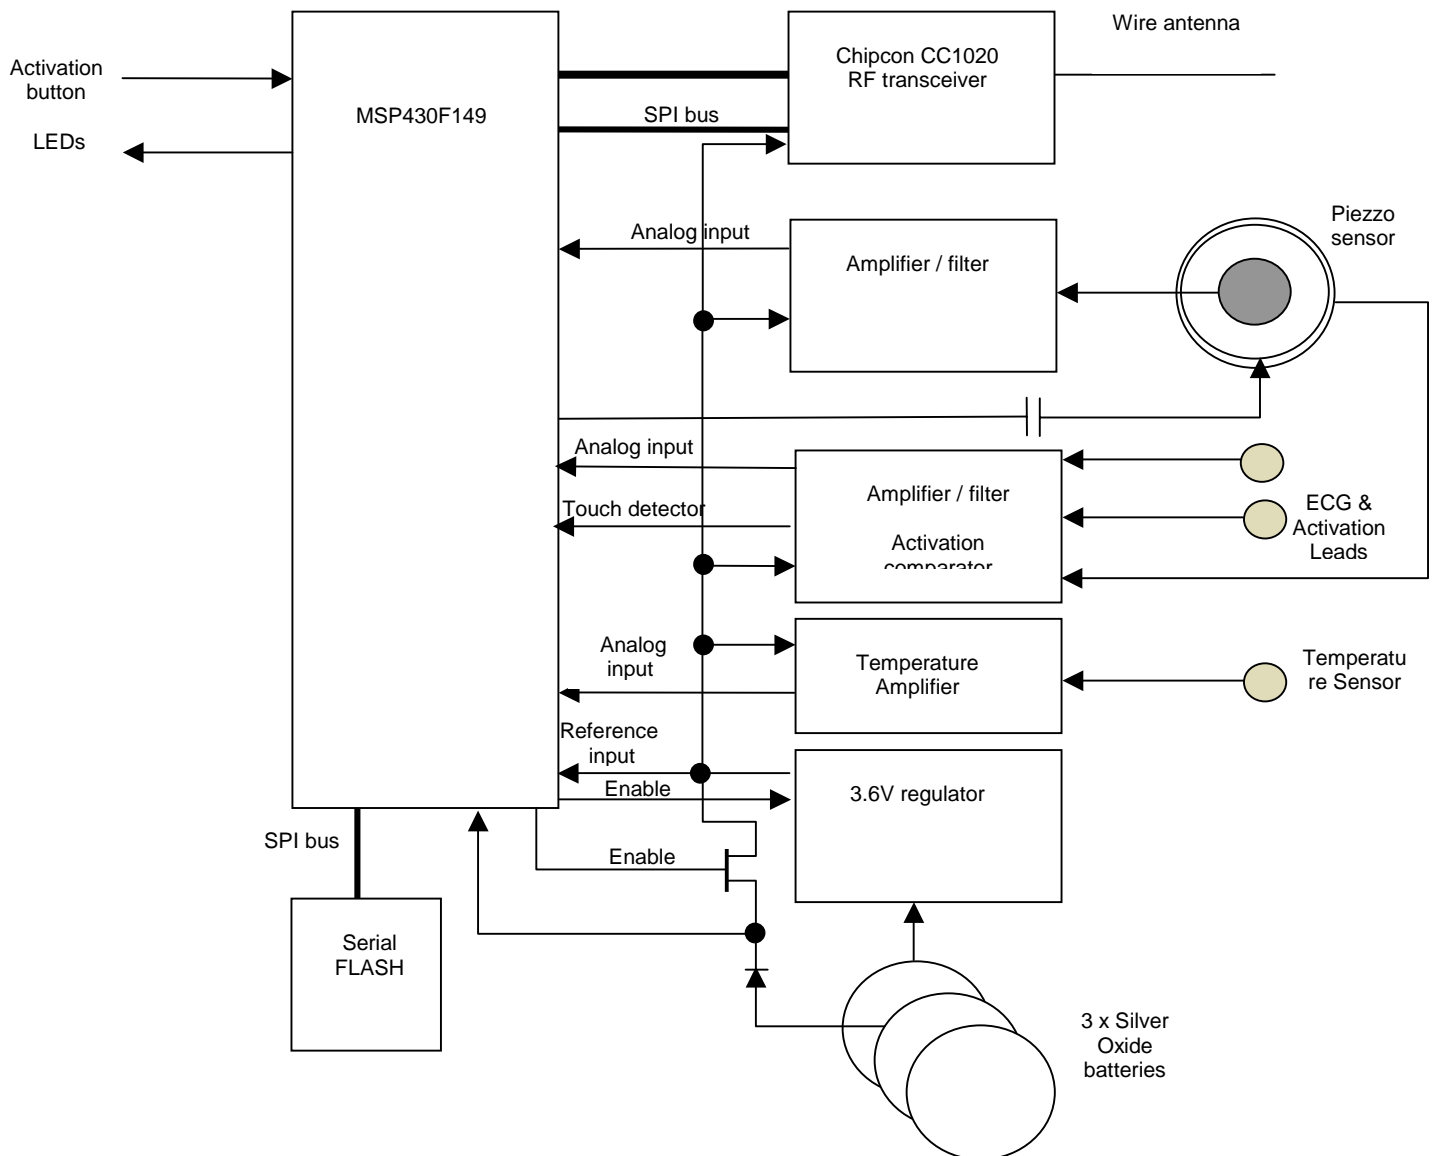 Wire antenna
Activation
button
LEDs
MSP430F149
Chipcon CC1020
RF transceiver
SPI bus
Analog input
Amplifier / filter
Piezzo
sensor
Analog input
Touch detector
Amplifier / filter
Activation
comparator
ECG &
Activation
Leads
Analog
input
Temperature
Amplifier
Temperatu
re Sensor
Reference
input
Enable
3.6V regulator
SPI bus
Enable
Serial
FLASH
3 x Silver
Oxide
batteries